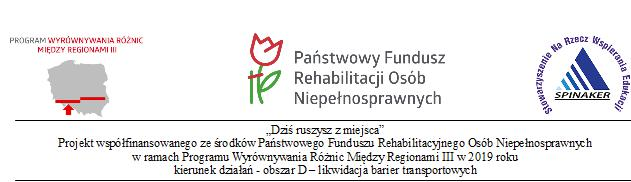 PROGRAM WYRÓWNYWANIA RÓŻNIC
MIĘDZY REGIONAMI III
Państwowy Fundusz
Rehabilitacji Osób
Niepełnosprawnych
Stowarzyszenie Na Rzecz Wspierania Edukacji
SPINAKER
„Dziś ruszysz z miejsca”
Projekt współfinansowanego ze środków Państwowego Funduszu Rehabilitacyjnego Osób Niepełnosprawnych
w ramach Programu Wyrównywania Różnic Między Regionami III w 2019 roku
kierunek działań - obszar D – likwidacja barier transportowych